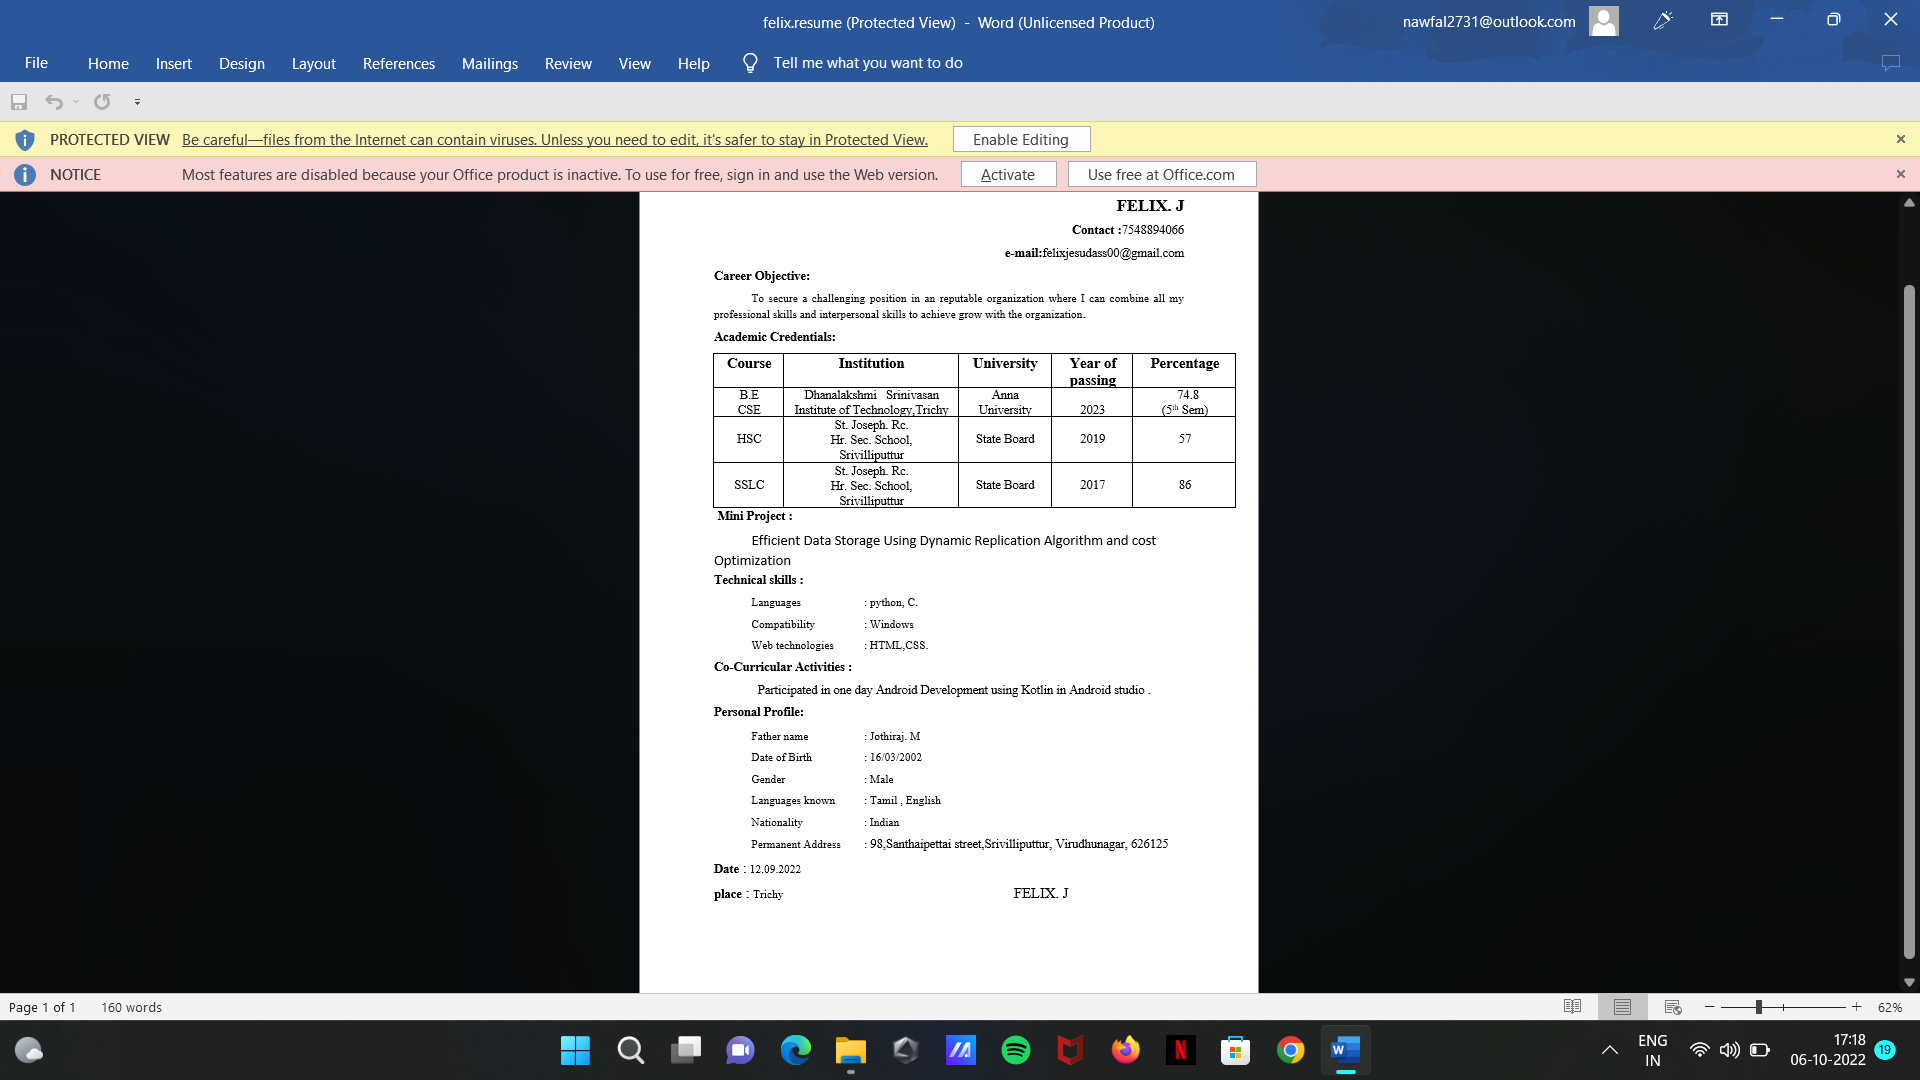 felix.resume (Protected View) - Word (Unlicensed Product)
nawfal2731@outlook.com
File Home Insert Design Layout References Mailings Review View Help Tell me what you want to do
PROTECTED VIEW Be careful—files from the Internet can contain viruses. Unless you need to edit, it's safer to stay in Protected View. Enable Editing
NOTICE Most features are disabled because your Office product is inactive. To use for free, sign in and use the Web version. Activate Use free at Office.com
FELIX. J
Contact :7548894066
e-mail:felixjesudass00@gmail.com
Career Objective:
To secure a challenging position in an reputable organization where I can combine all my
professional skills and interpersonal skills to achieve grow with the organization.
Academic Credentials:
Course Institution University Year of passing Percentage
B.E CSE Dhanalakshmi Srinivasan Institute of Technology,Trichy Anna University 2023 74.8 (5th Sem)
HSC St. Joseph. Rc. Hr. Sec. School, Srivilliputtur State Board 2019 57
SSLC St. Joseph. Rc. Hr. Sec. School, Srivilliputtur State Board 2017 86
Mini Project :
Efficient Data Storage Using Dynamic Replication Algorithm and cost
Optimization
Technical skills :
Languages : python, C.
Compatibility : Windows
Web technologies : HTML,CSS.
Co-Curricular Activities :
Participated in one day Android Development using Kotlin in Android studio .
Personal Profile:
Father name : Jothiraj. M
Date of Birth : 16/03/2002
Gender : Male
Languages known : Tamil , English
Nationality : Indian
Permanent Address : 98,Santhaipettai street,Srivilliputtur, Virudhunagar, 626125
Date : 12.09.2022
place : Trichy FELIX. J
Page 1 of 1 160 words 62%
ENG 17:18
IN 06-10-2022 19